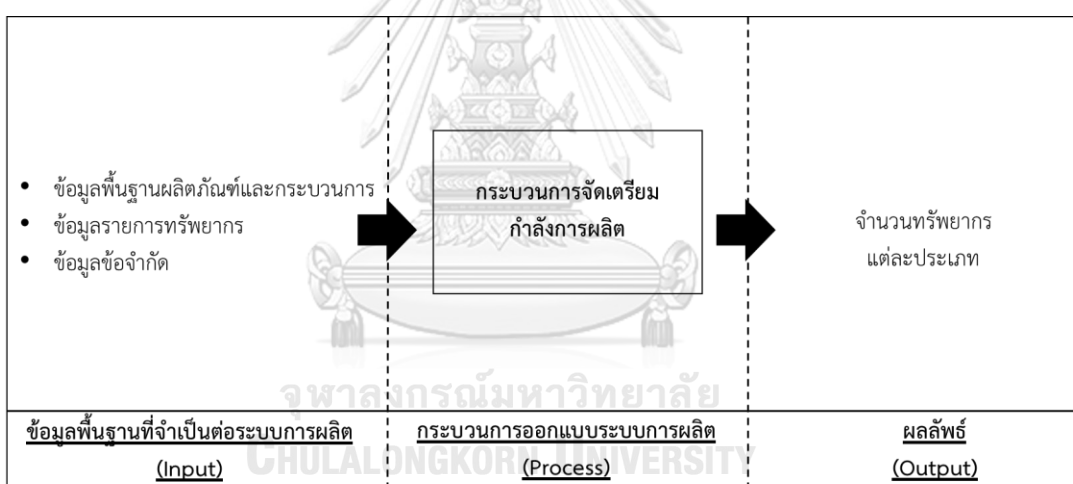 • ข้อมูลพื้นฐานผลิตภัณฑ์และกระบวนการ
• ข้อมูลรายการทรัพยากร
• ข้อมูลข้อจำกัด
กระบวนการจัดเตรียม
กำลังการผลิต
จำนวนทรัพยากร
แต่ละประเภท
จุฬาลงกรณ์มหาวิทยาลัย
CHULALONGKORN UNIVERSITY
ข้อมูลพื้นฐานที่จำเป็นต่อระบบการผลิต
(Input)
กระบวนการออกแบบระบบการผลิต
(Process)
ผลลัพธ์
(Output)